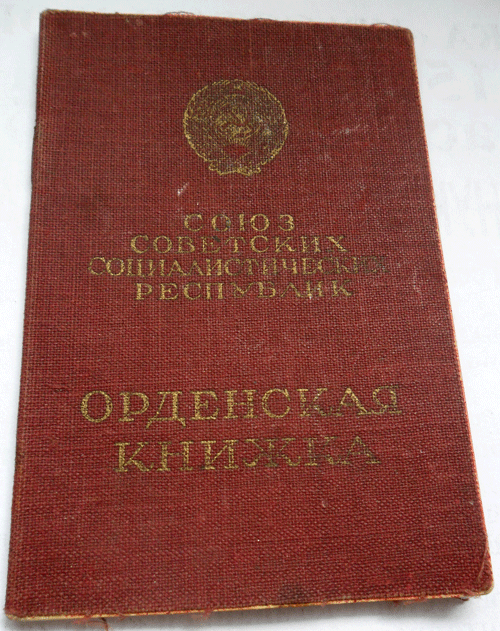 СОЮЗ
СОВЕТСКИХ
СОЦИАЛИСТИЧЕСКИХ
РЕСПУБЛИК
ОРДЕНСКАЯ
КНИЖКА